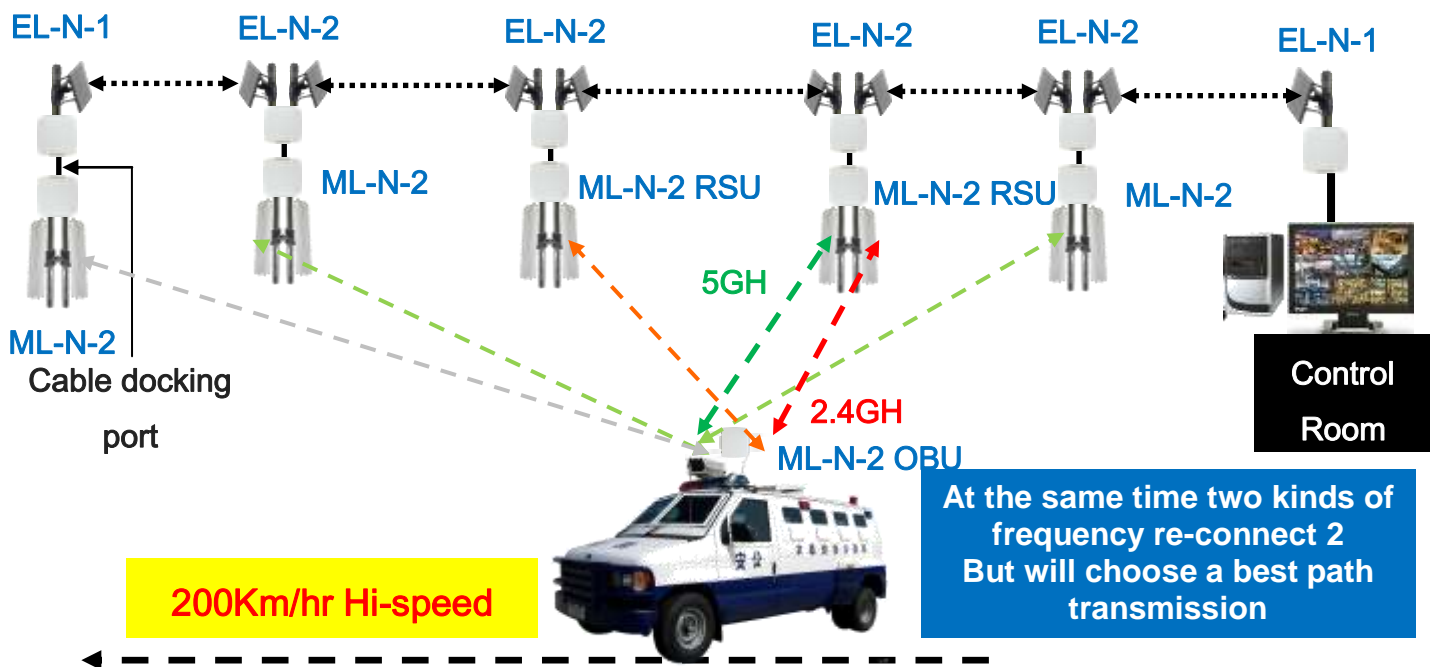 EL-N-1
EL-N-2
EL-N-2
EL-N-2
EL-N-2
EL-N-1
ML-N-2
ML-N-2 RSU
ML-N-2 RSU
ML-N-2
5GH
ML-N-2
Cable docking
port
2.4GH
Control
Room
ML-N-2 OBU
安公
At the same time two kinds of
frequency re-connect 2
But will choose a best path
transmission
200Km/hr Hi-speed